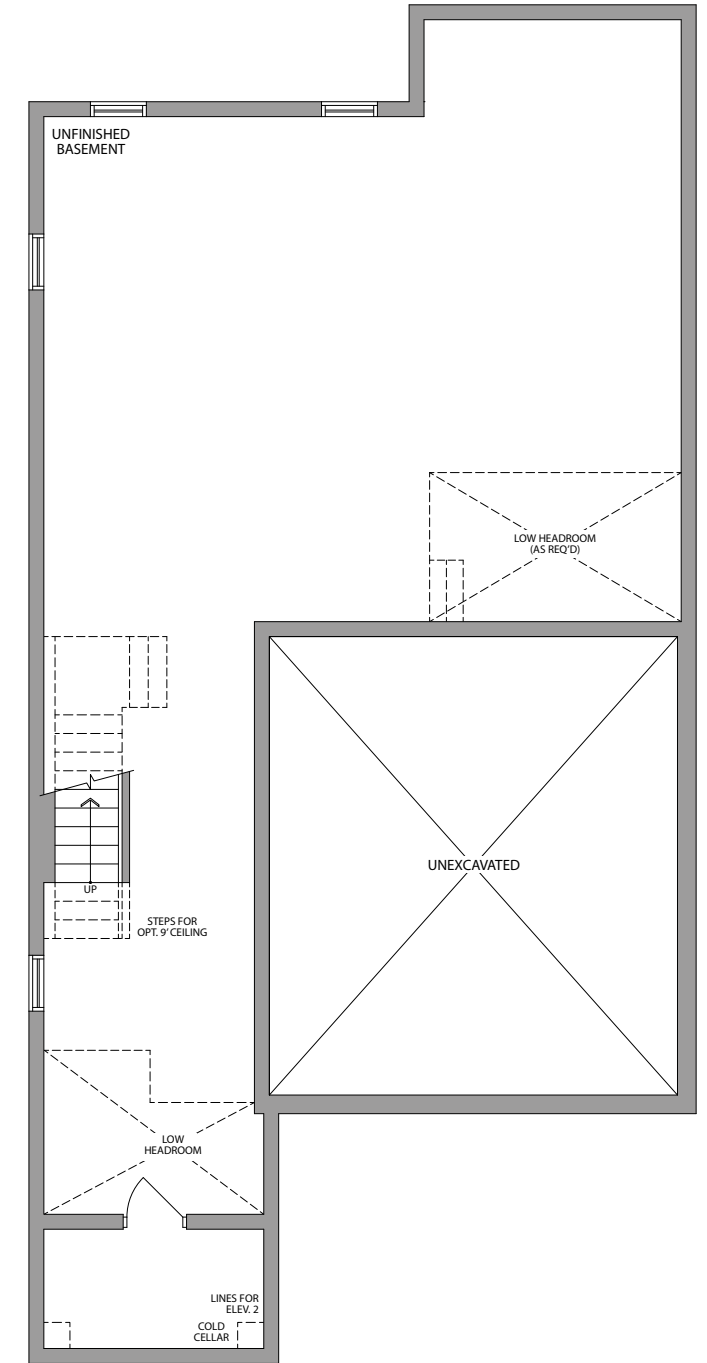 UNFINISHED
BASEMENT
LOW HEADROOM
(AS REQ'D)
UNEXCAVATED
UP
STEPS FOR
OPT. 9' CEILING
LOW
HEADROOM
LINES FOR
ELEV. 2
COLD
CELLAR